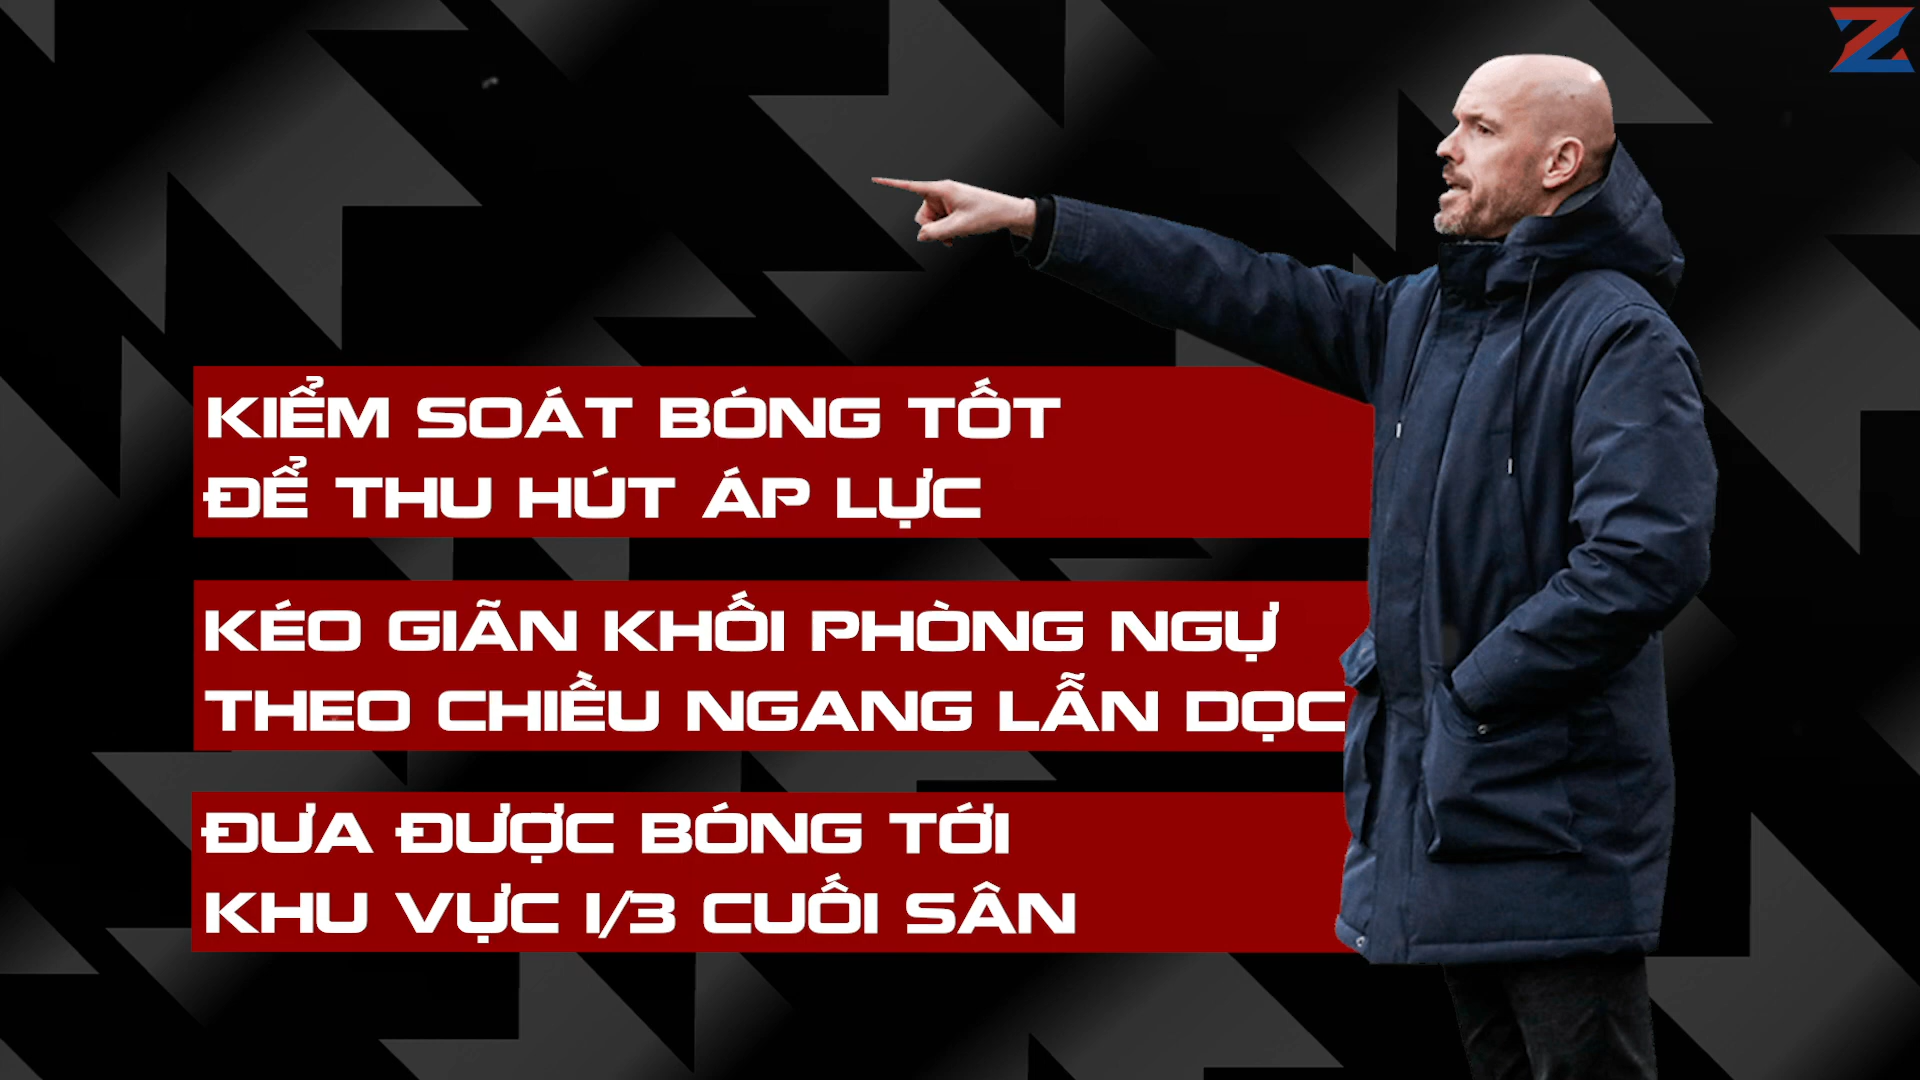 KIỂM SOÁT BÓNG TỐT
ĐỂ THU HÚT ÁP LỰC
KÉO GIÃN KHỐI PHÒNG NGỰ
THEO CHIỀU NGANG LẪN DỌC
ĐƯA ĐƯỢC BÓNG TỚI
KHU VỰC 1/3 CUỐI SÂN